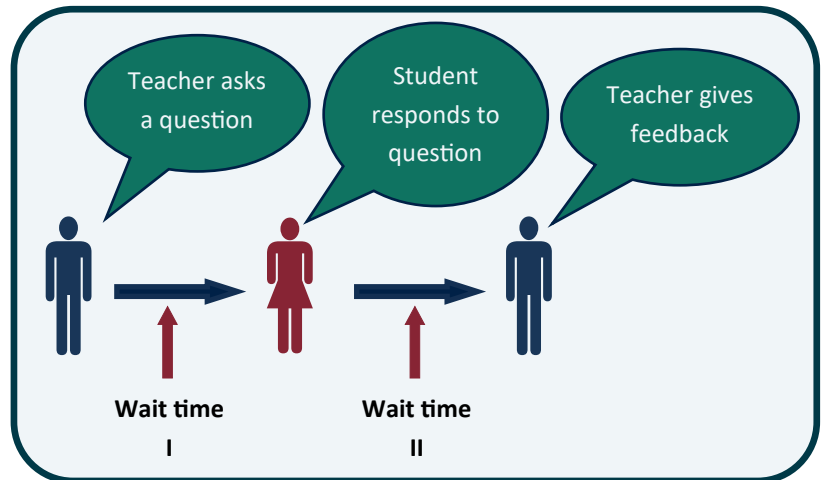 Teacher asks
a question
Student
responds to
question
Teacher gives
feedback
Wait time
I
Wait time
II